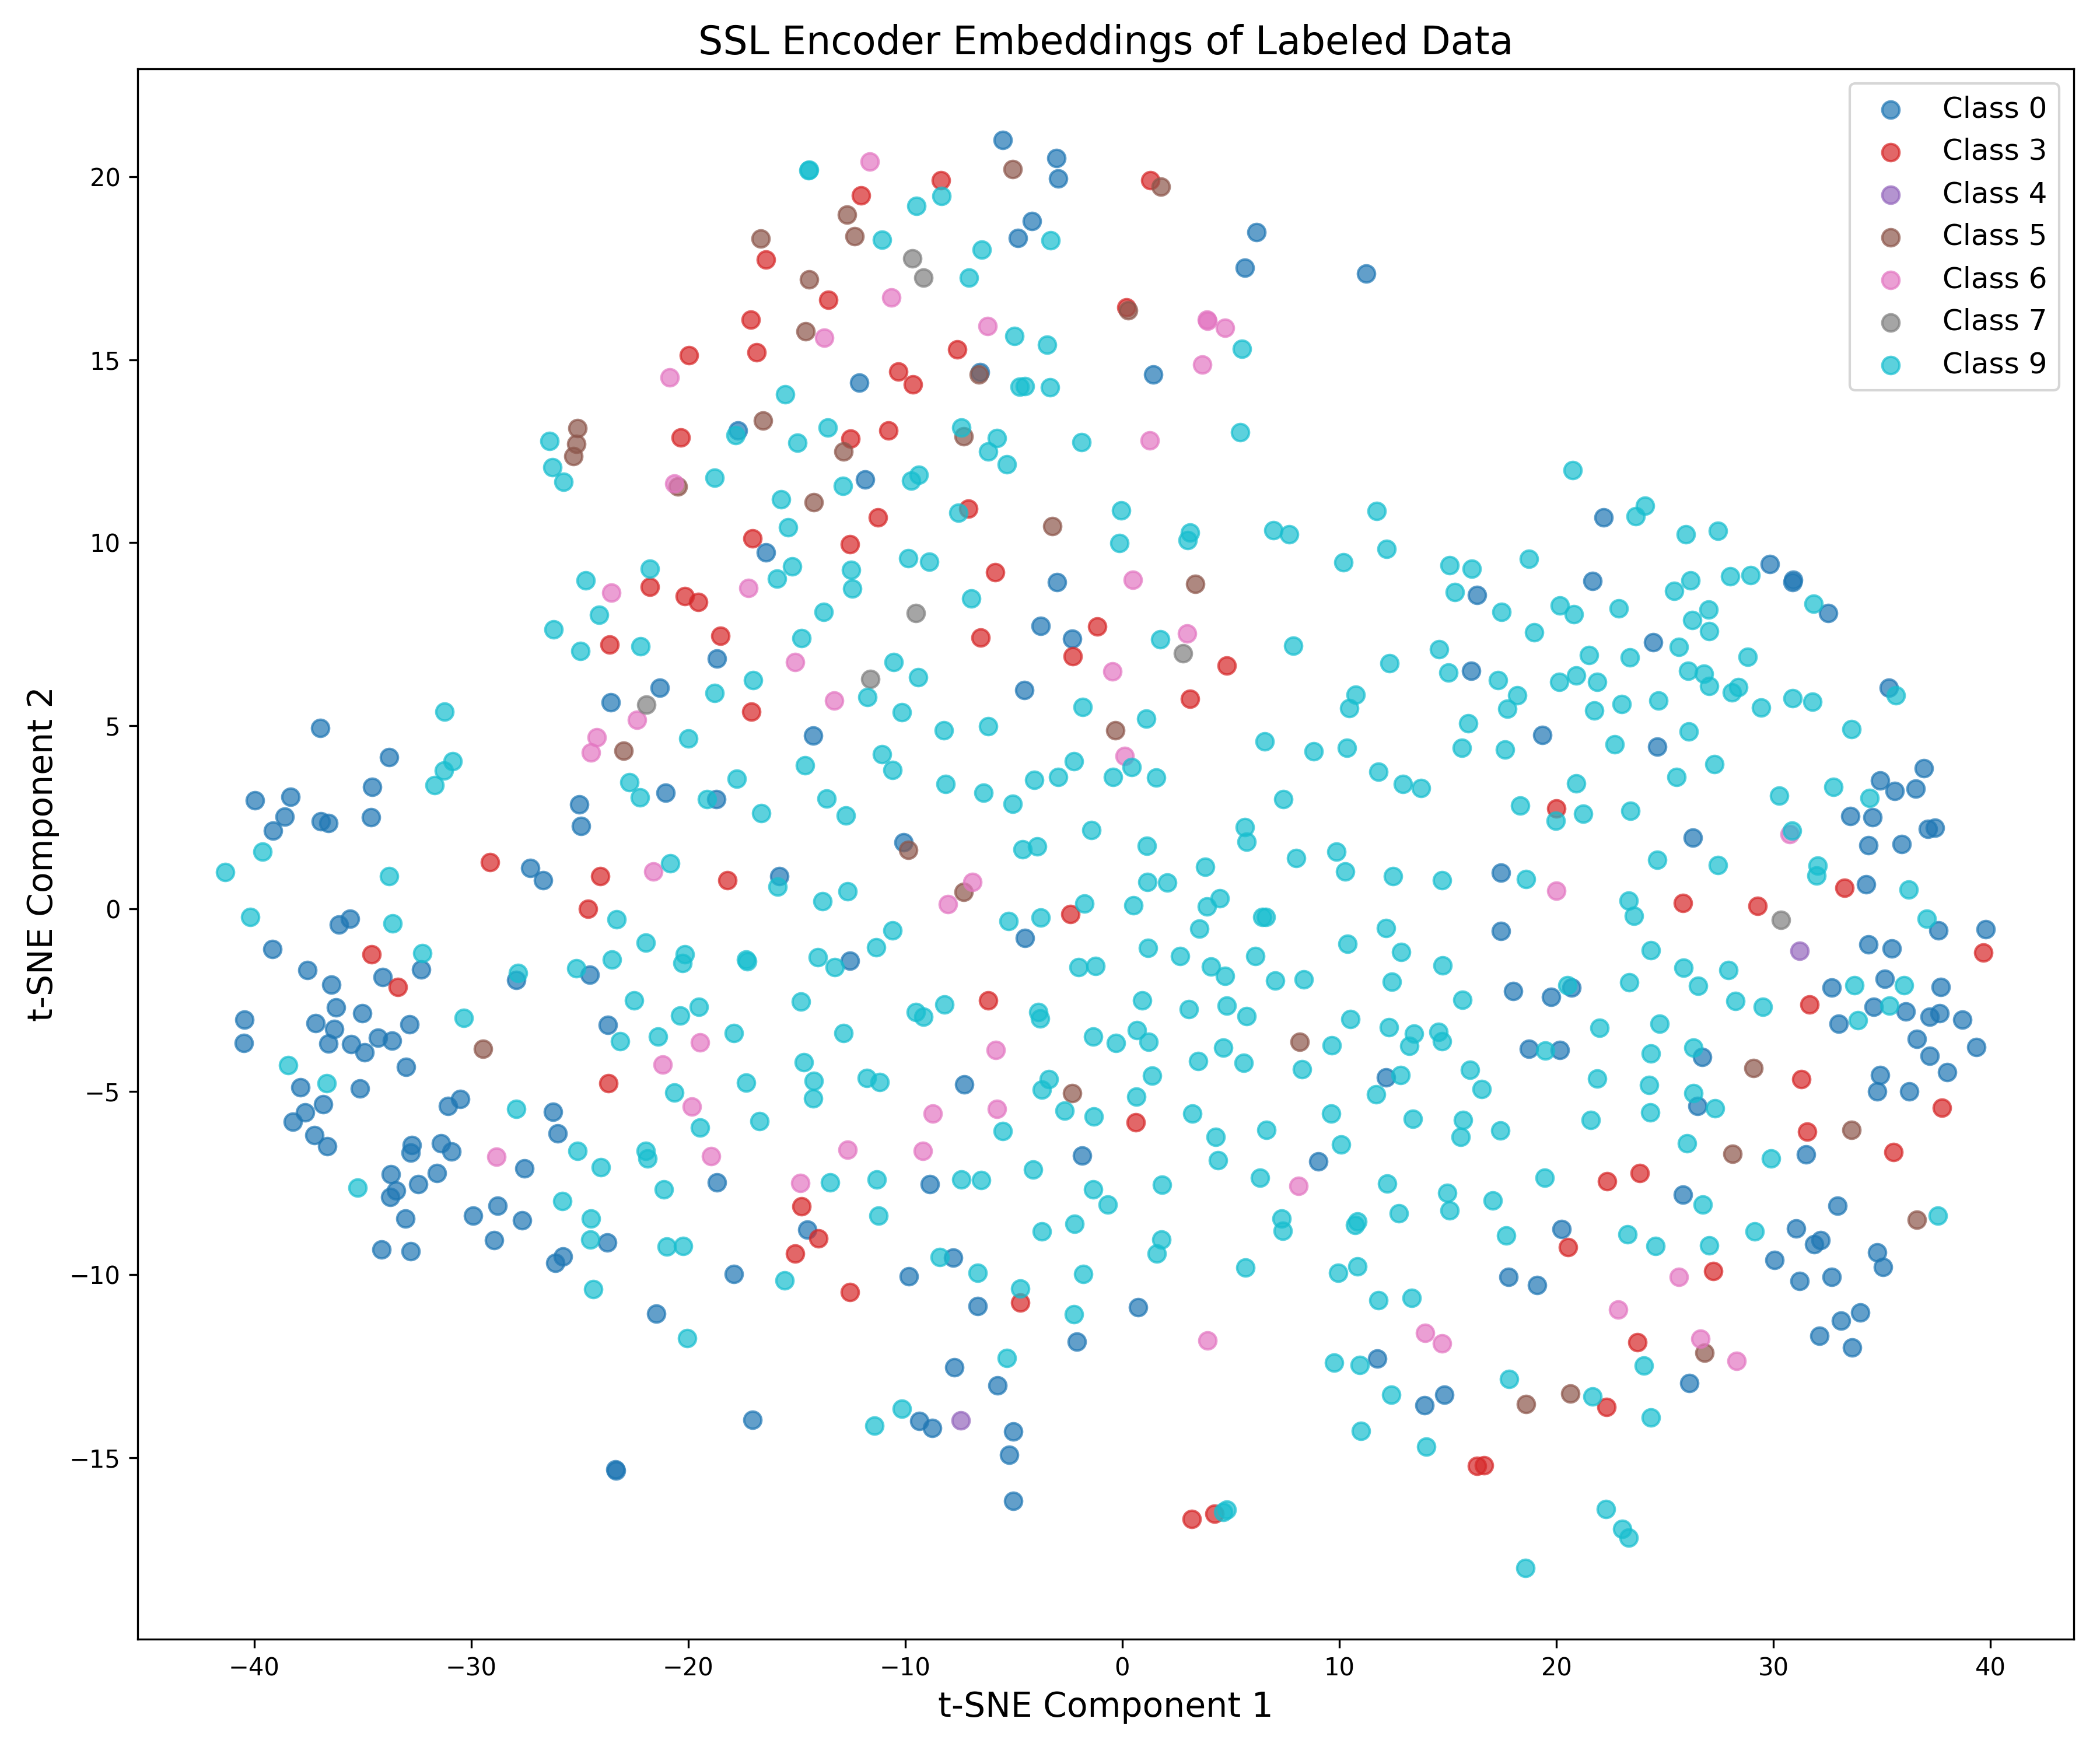 SSL Encoder Embeddings of Labeled Data
Class 0
Class 3
Class 4
Class 5
Class 6
Class 7
Class 9
20
15
10
5
0
−5
−10
−15
t-SNE Component 2
−40
−30
−20
−10
0
10
20
30
40
t-SNE Component 1